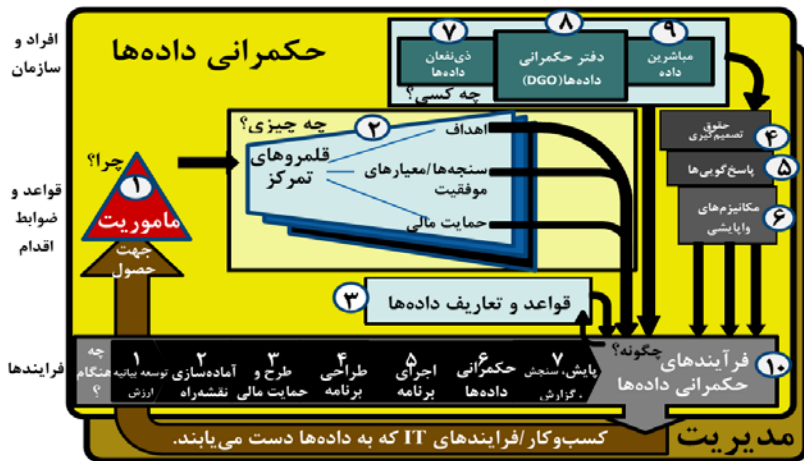 حکمرانی داده‌ها
افراد و
سازمان
۷
ذی‌نفعان
داده‌ها
۸
دفتر حکمرانی
داده‌ها(DGO)
۹
مباشرین
داده
چه کسی؟
۴
حقوق
تصمیم‌گیری
۵
پاسخ‌گویی‌ها
۶
مکانیزم‌های
واپایشی
قواعد و
ضوابط
اقدام
چرا؟
۱
ماموریت
جهت
حصول
چه چیزی؟
۲
قلمروهای
تمرکز
اهداف
سنجه‌ها/معیارهای
موفقیت
حمایت مالی
۳
قواعد و تعاریف داده‌ها
فرایندها
چه
هنگام
؟
۱
توسعه بیانیه
ارزش
۲
آماده‌سازی
نقشه‌راه
۳
طرح و
حمایت مالی
۴
طراحی
برنامه
۵
اجرای
برنامه
۶
حکمرانی
داده‌ها
۷
پایش، سنجش
، گزارش
چگونه؟
۱۰
فرآیندهای
حکمرانی داده‌ها
مدیریت
کسب‌وکار/فرایندهای IT که به داده‌ها دست می‌یابند.